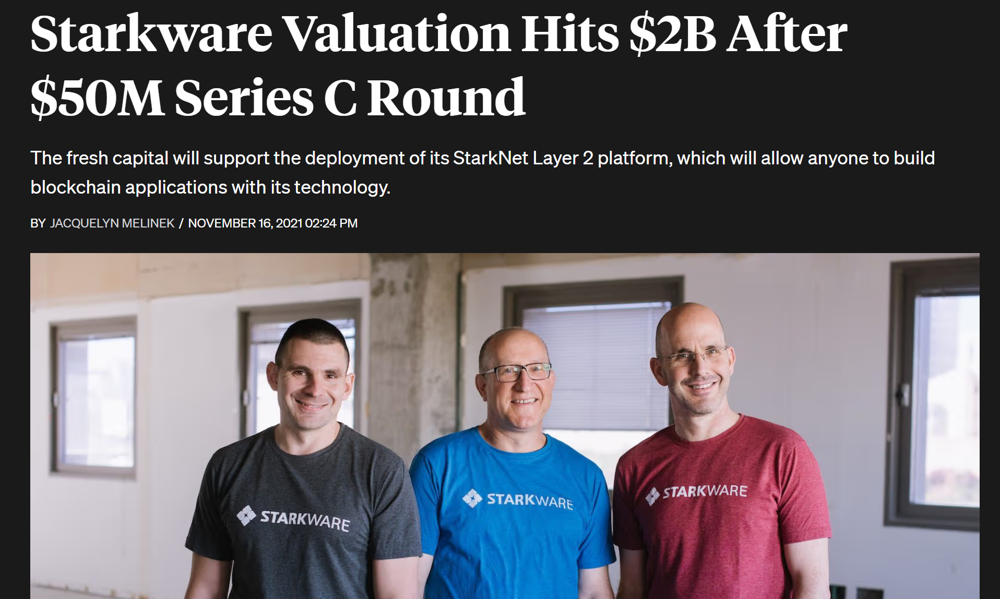 Starkware Valuation Hits $2B After
$50M Series C Round
The fresh capital will support the deployment of its StarkNet Layer 2 platform, which will allow anyone to build
blockchain applications with its technology.
BY JACQUELYN MELINEK / NOVEMBER 16, 2021 02:24 PM
STARKWARE
STARKWARE
STARKWARE